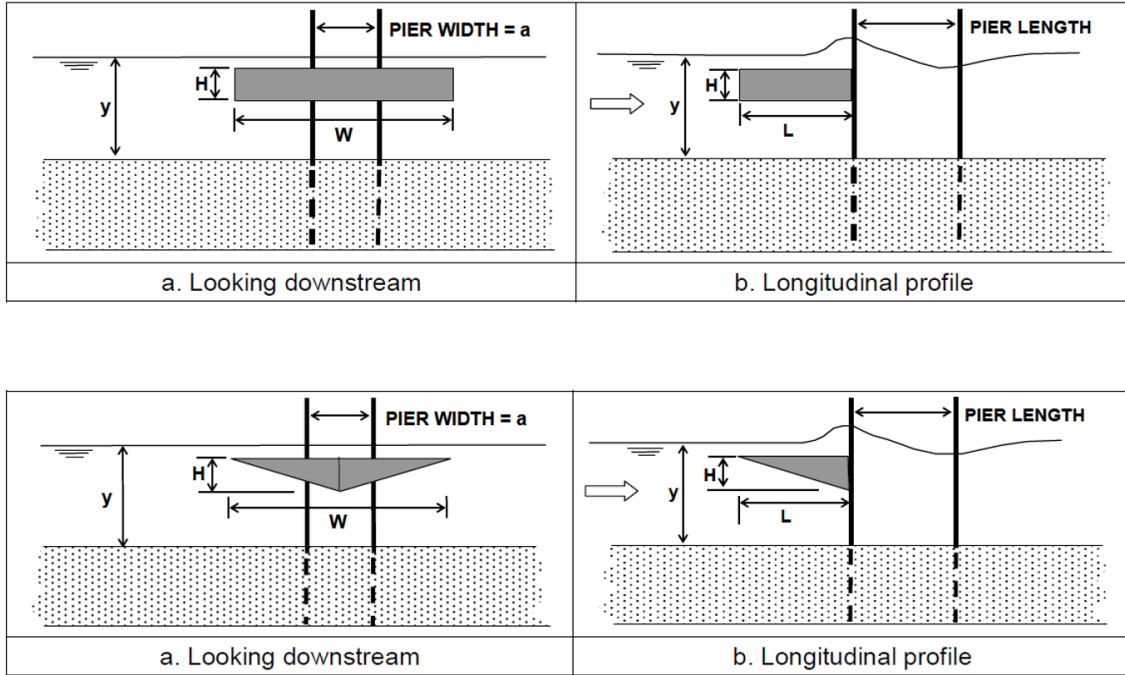 PIER WIDTH = a
H
y
W
PIER LENGTH
H
y
L
a. Looking downstream
b. Longitudinal profile
PIER WIDTH = a
H
y
W
PIER LENGTH
H
y
L
a. Looking downstream
b. Longitudinal profile